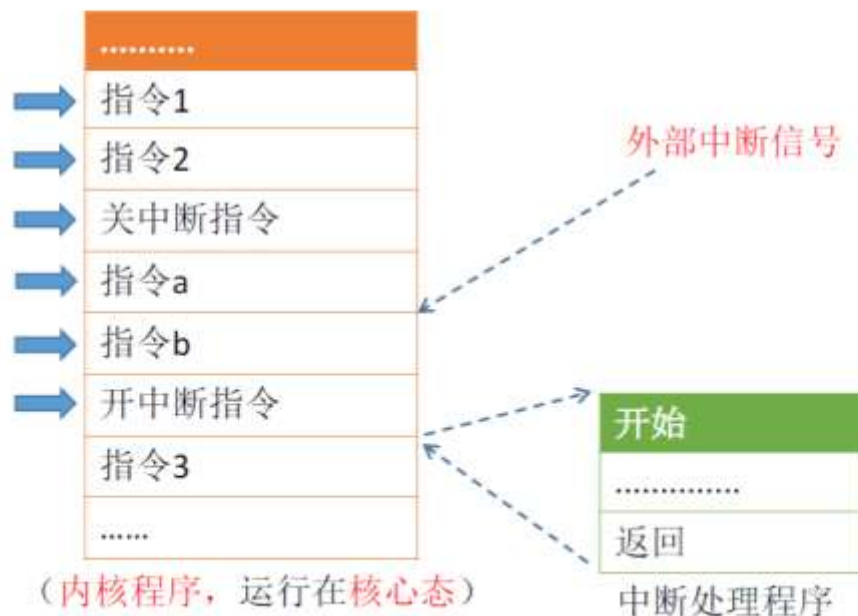 ..........
指令1
指令2
外部中断信号
关中断指令
指令a
指令b
开中断指令
开始
指令3
..............
......
返回
（内核程序，运行在核心态）
中断处理程序